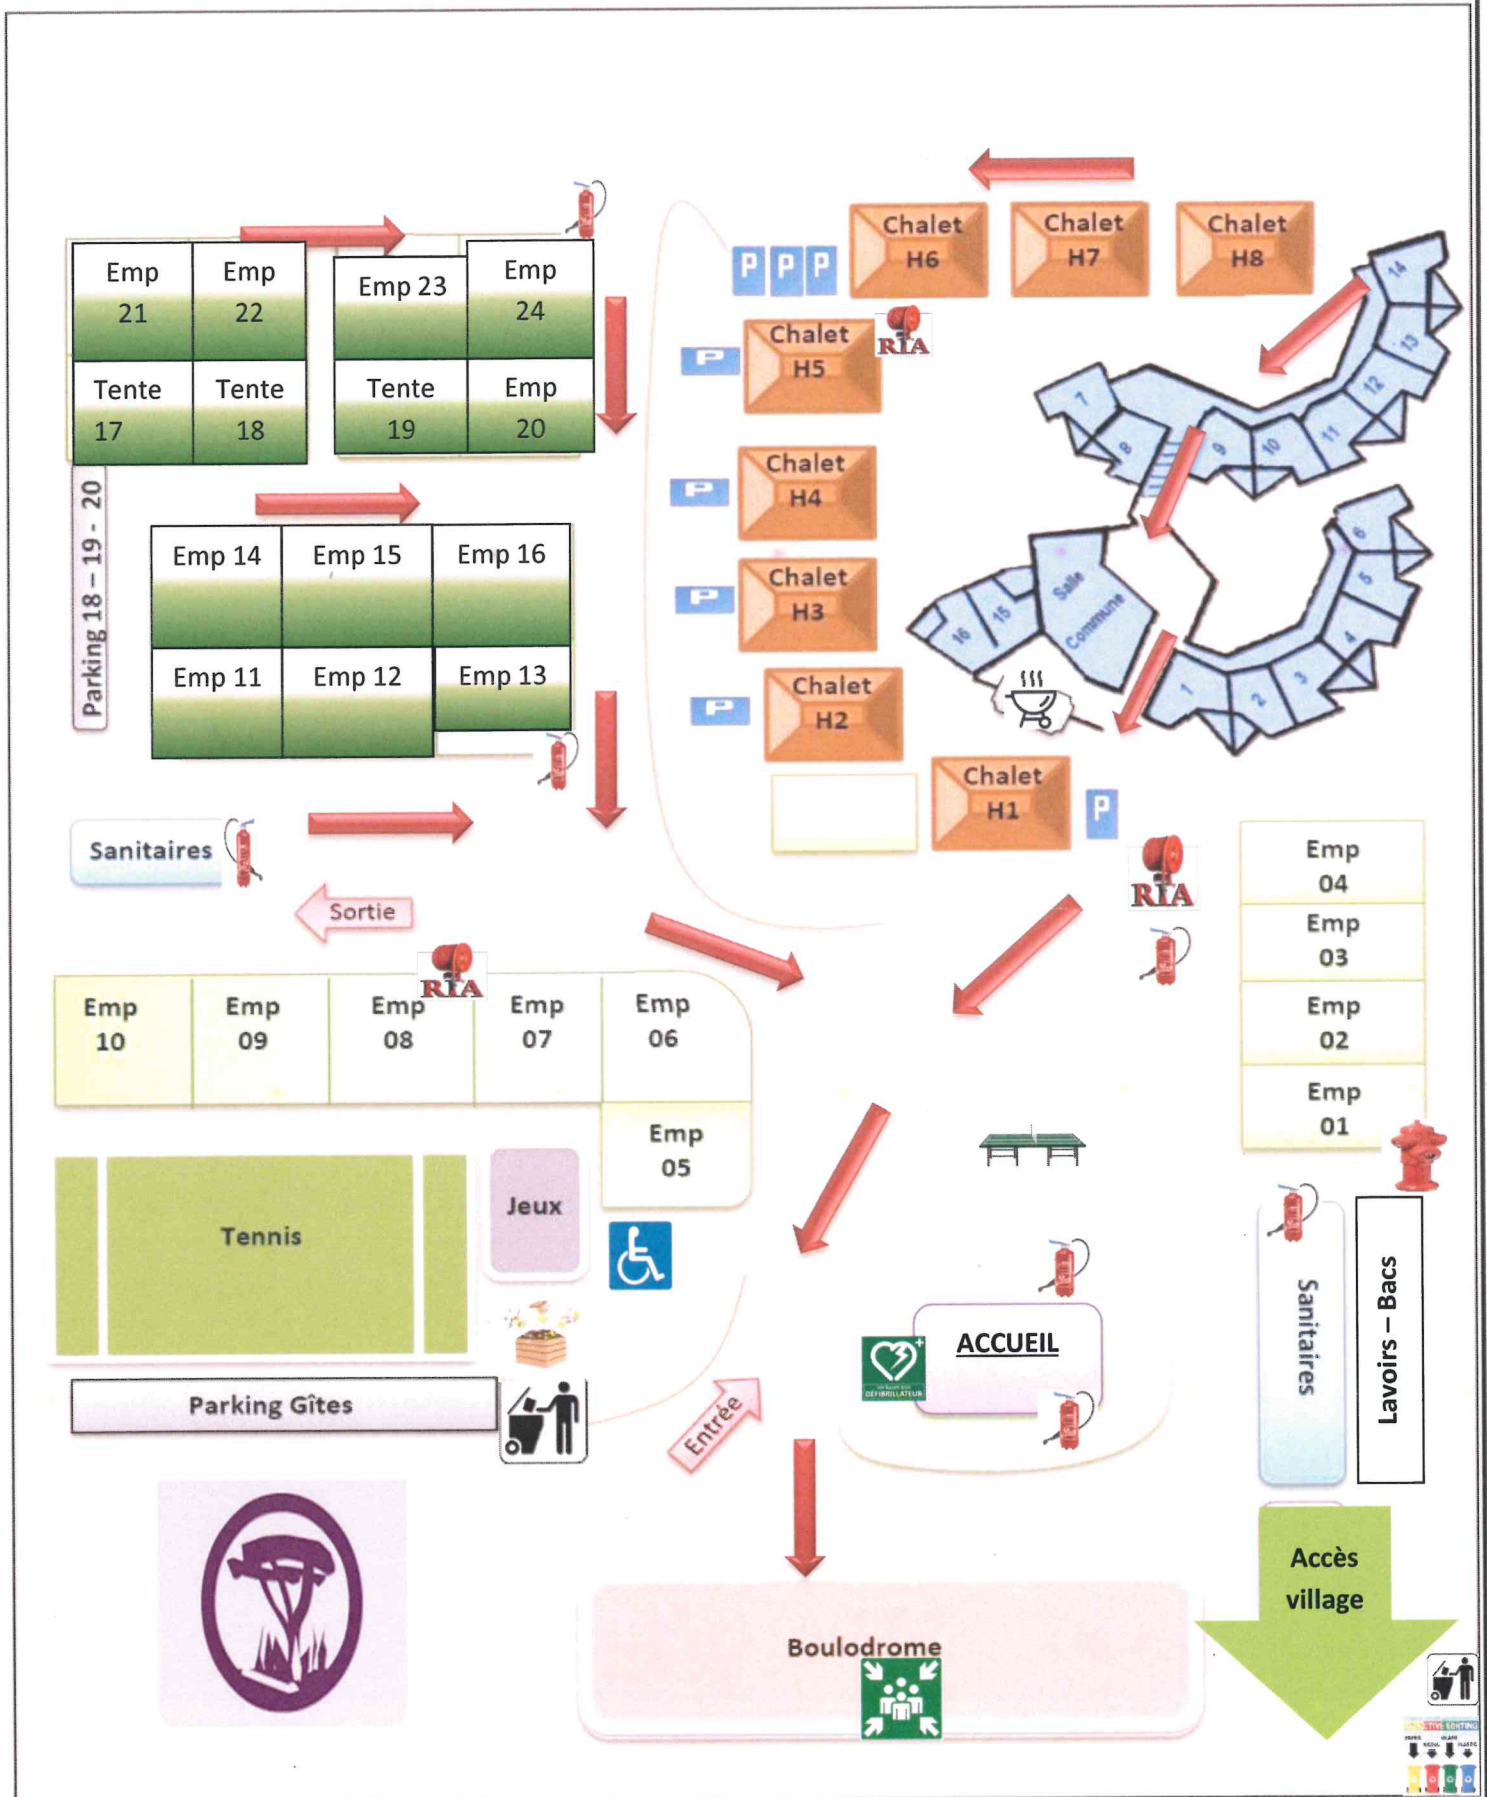 Chalet
H6
Chalet
H7
Chalet
H8
P P P
Emp
21
Emp
22
Emp 23
Emp
24
Tente
17
Tente
18
Tente
19
Emp
20
Chalet
H5
RIA
P
Chalet
H4
P
Chalet
H3
P
Chalet
H2
P
Chalet
H1
P
14
13
12
11
10
9
8
7
6
5
4
3
2
1
Salle
Commune
15
16
Parking 18 – 19 - 20
Emp 14
Emp 15
Emp 16
Emp 11
Emp 12
Emp 13
Sanitaires
Sortie
RIA
RIA
Emp
04
Emp
03
Emp
02
Emp
01
Emp
10
Emp
09
Emp
08
Emp
07
Emp
06
Emp
05
Tennis
Jeux
Parking Gîtes
Entrée
ACCUEIL
DÉFIBRILLATEUR
Sanitaires
Lavoirs – Bacs
Accès
village
Boulodrome